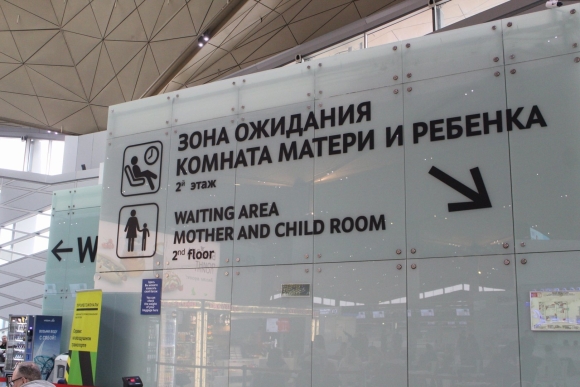 ЗОНА ОЖИДАНИЯ
КОМНАТА МАТЕРИ И РЕБЕНКА
2й этаж
WAITING AREA
MOTHER AND CHILD ROOM
2nd floor
W